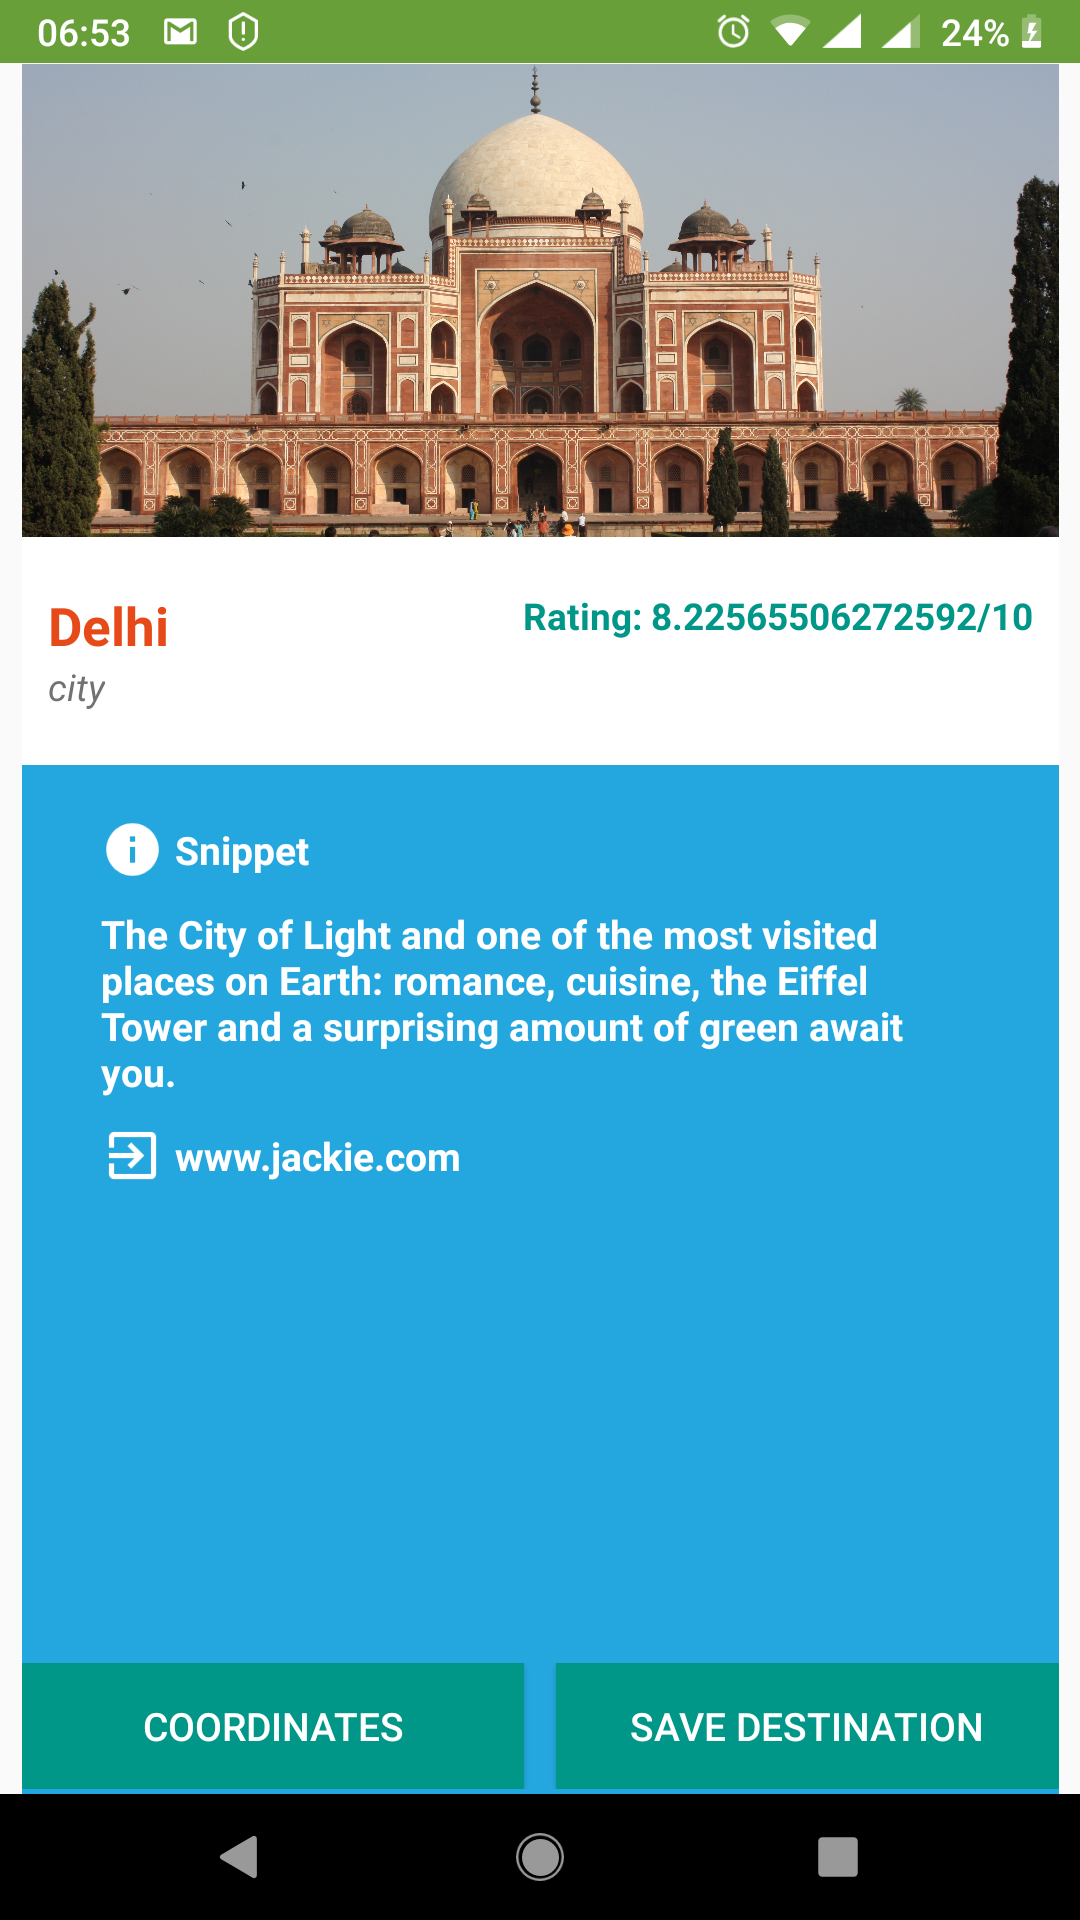 06:53
24%
Delhi
Rating: 8.22565506272592/10
city
Snippet
The City of Light and one of the most visited
places on Earth: romance, cuisine, the Eiffel
Tower and a surprising amount of green await
you.
www.jackie.com
COORDINATES
SAVE DESTINATION